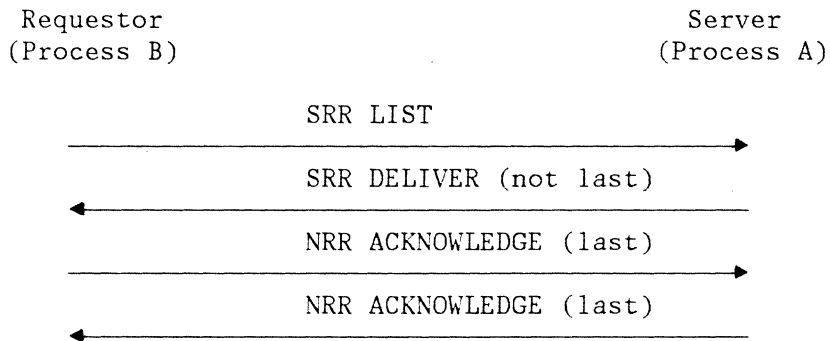 Requestor Server
(Process B) (Process A)
SRR LIST
SRR DELIVER (not last)
NRR ACKNOWLEDGE (last)
NRR ACKNOWLEDGE (last)